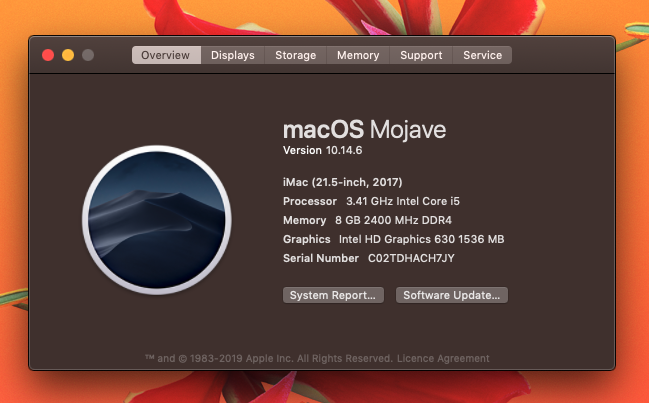 Overview Displays Storage Memory Support Service
macOS Mojave
Version 10.14.6
iMac (21.5-inch, 2017)
Processor 3.41 GHz Intel Core i5
Memory 8 GB 2400 MHz DDR4
Graphics Intel HD Graphics 630 1536 MB
Serial Number C02TDHACH7JY
System Report... Software Update...
™ and © 1983-2019 Apple Inc. All Rights Reserved. Licence Agreement